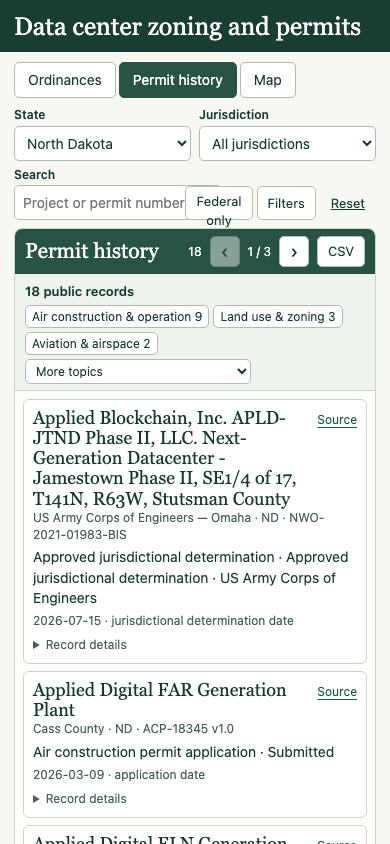 Data center zoning and permits
Ordinances
Permit history
Map
State
Jurisdiction
North Dakota
All jurisdictions
Search
Project or permit number
Federal only
Filters
Reset
Permit history
18
‹
1 / 3
›
CSV
18 public records
Air construction & operation 9
Land use & zoning 3
Aviation & airspace 2
More topics
Applied Blockchain, Inc. APLD-
JTND Phase II, LLC. Next-
Generation Datacenter -
Jamestown Phase II, SE1/4 of 17,
T141N, R63W, Stutsman County
Source
US Army Corps of Engineers — Omaha · ND · NWO-
2021-01983-BIS
Approved jurisdictional determination · Approved
jurisdictional determination · US Army Corps of
Engineers
2026-07-15 · jurisdictional determination date
Record details
Applied Digital FAR Generation
Plant
Source
Cass County · ND · ACP-18345 v1.0
Air construction permit application · Submitted
2026-03-09 · application date
Record details
Applied Digital ELN Generation
Source